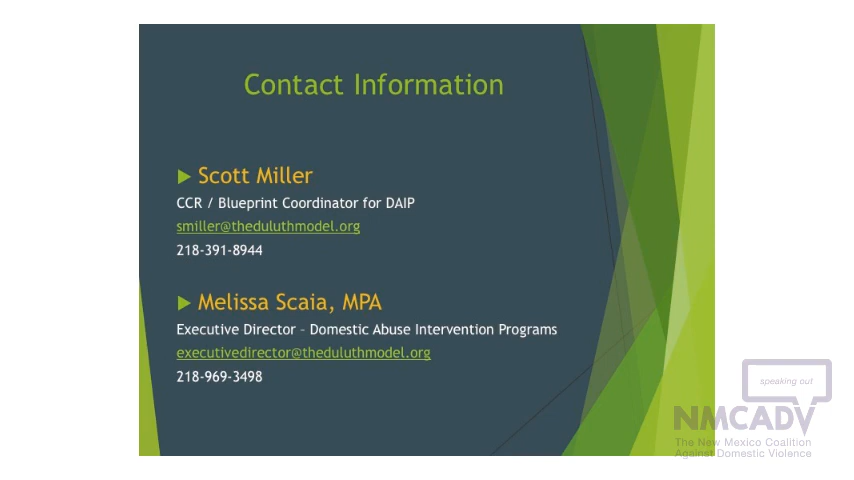 Contact Information
Scott Miller
CCR / Blueprint Coordinator for DAIP
smiller@theduluthmodel.org
218-391-8944
Melissa Scaia, MPA
Executive Director – Domestic Abuse Intervention Programs
executivedirector@theduluthmodel.org
218-969-3498
speaking out
NMCADV
The New Mexico Coalition
Against Domestic Violence